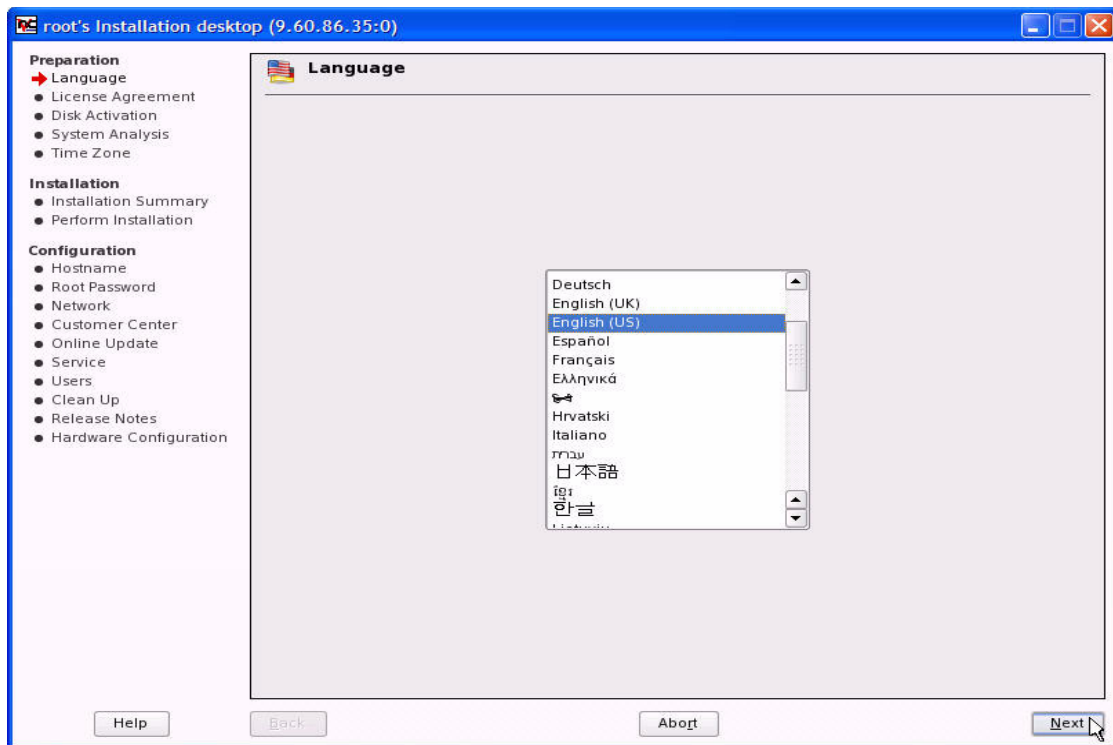 root's Installation desktop (9.60.86.35:0)
Preparation
Language
License Agreement
Disk Activation
System Analysis
Time Zone
Installation
Installation Summary
Perform Installation
Configuration
Hostname
Root Password
Network
Customer Center
Online Update
Service
Users
Clean Up
Release Notes
Hardware Configuration
Language
Deutsch
English (UK)
English (US)
Español
Français
Ελληνικά
Hrvatski
Italiano
עברית
日本語
ខ្មែរ
한글
Help
Back
Abort
Next